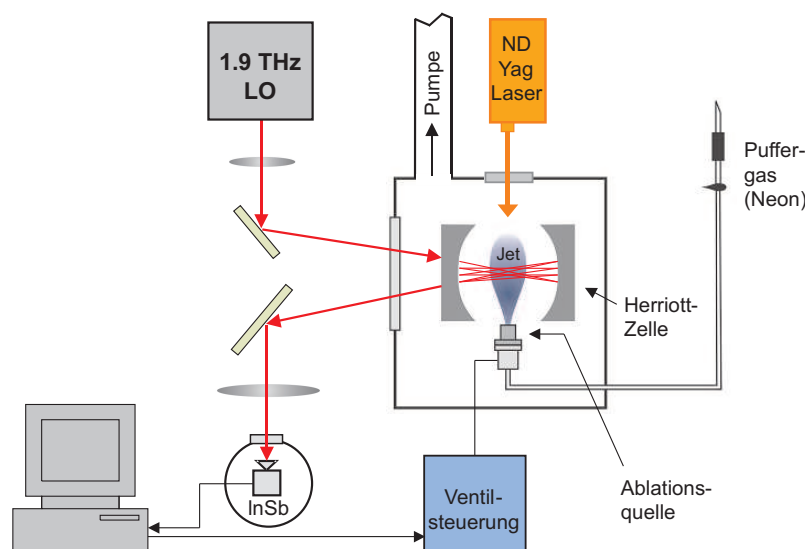 1.9 THz
LO
Pumpe
ND
Yag
Laser
Puffer-
gas
(Neon)
Jet
Herriott-
Zelle
InSb
Ventil-
steuerung
Ablations-
quelle